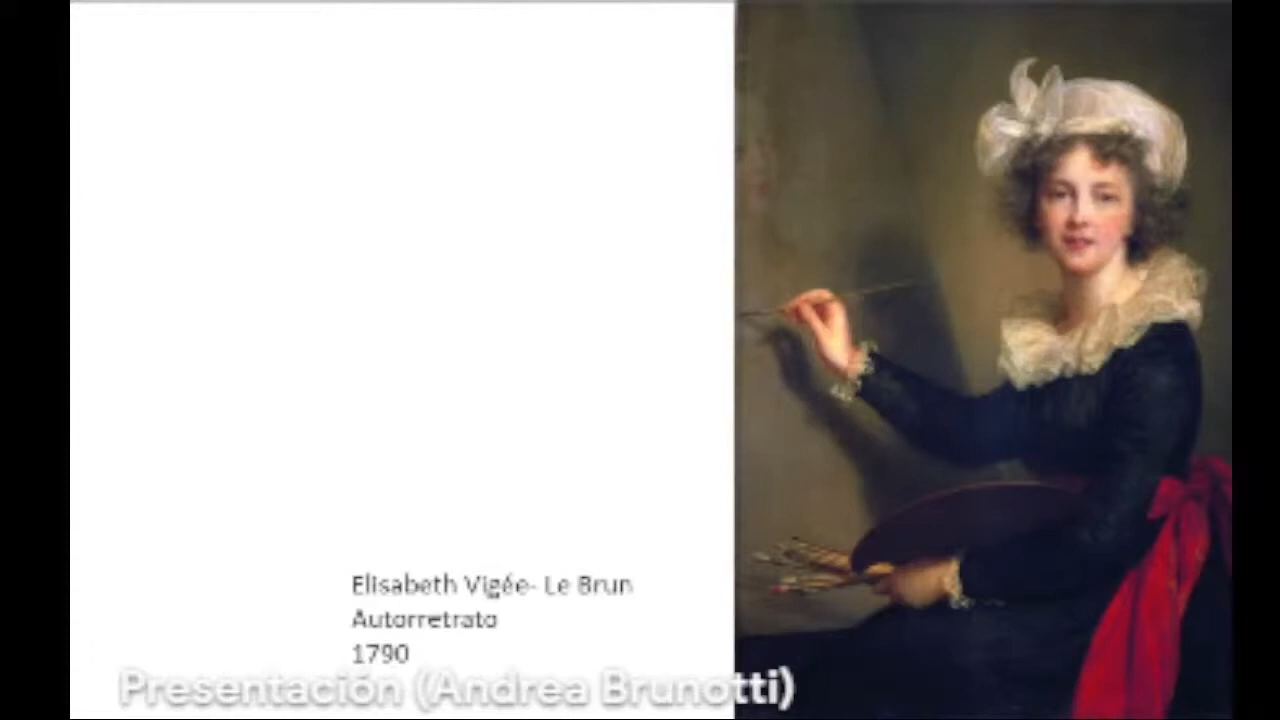 Elisabeth Vigée- Le Brun
Autorretrato
1790
Presentación (Andrea Brunotti)